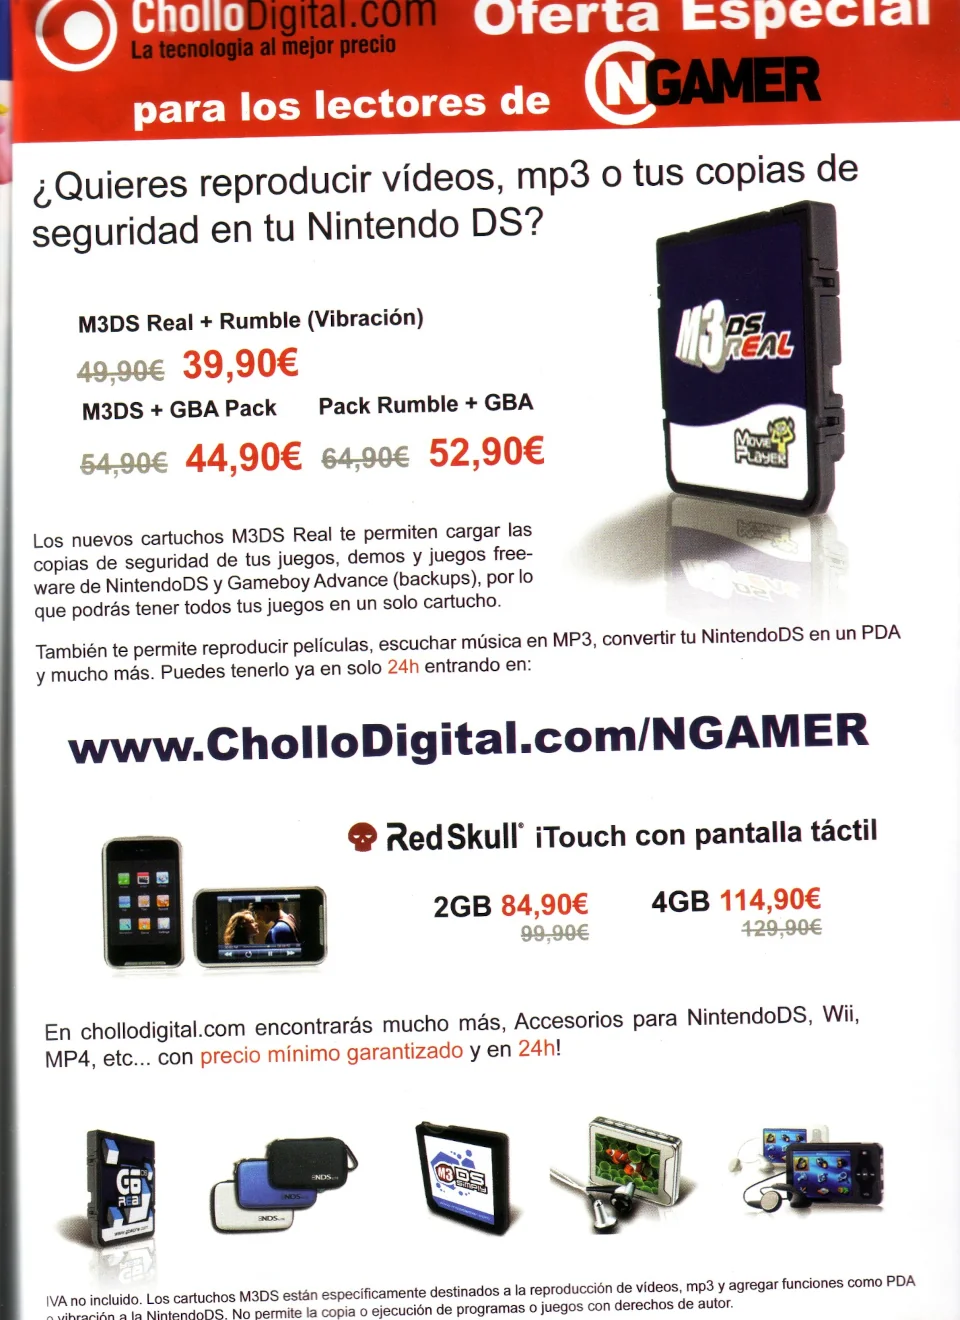 CholloDigital.com
La tecnología al mejor precio
Oferta Especial
para los lectores de NGAMER
¿Quieres reproducir vídeos, mp3 o tus copias de
seguridad en tu Nintendo DS?
M3DS Real + Rumble (Vibración)
49,90€ 39,90€
M3DS + GBA Pack Pack Rumble + GBA
54,90€ 44,90€ 64,90€ 52,90€
M3 DS REAL
MOVIE PLAYER
Los nuevos cartuchos M3DS Real te permiten cargar las
copias de seguridad de tus juegos, demos y juegos free-
ware de NintendoDS y Gameboy Advance (backups), por lo
que podrás tener todos tus juegos en un solo cartucho.
También te permite reproducir películas, escuchar música en MP3, convertir tu NintendoDS en un PDA
y mucho más. Puedes tenerlo ya en solo 24h entrando en:
www.CholloDigital.com/NGAMER
RedSkull® iTouch con pantalla táctil
2GB 84,90€ 4GB 114,90€
99,90€ 129,90€
En chollodigital.com encontrarás mucho más, Accesorios para NintendoDS, Wii,
MP4, etc... con precio mínimo garantizado y en 24h!
G6 REAL
NDS
NDS
NDS
M3 DS SIMPLY
IVA no incluido. Los cartuchos M3DS están específicamente destinados a la reproducción de vídeos, mp3 y agregar funciones como PDA
o vibración a la NintendoDS. No permite la copia o ejecución de programas o juegos con derechos de autor.